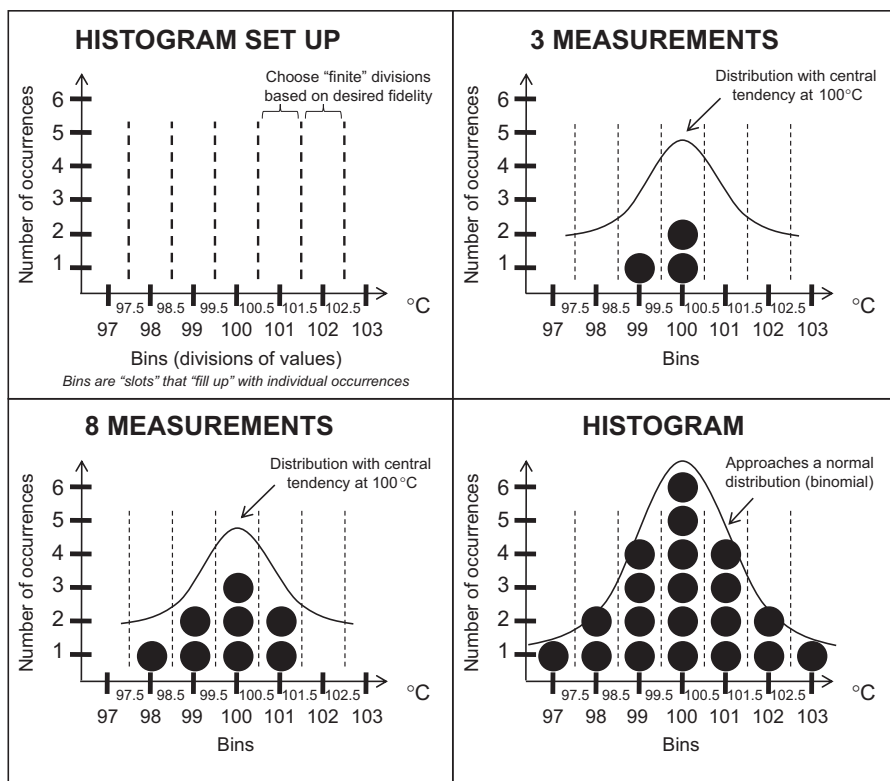 HISTOGRAM SET UP
Choose “finite” divisions
based on desired fidelity
Number of occurrences
6
5
4
3
2
1
97.5 98.5 99.5 100.5 101.5 102.5 °C
97 98 99 100 101 102 103
Bins (divisions of values)
Bins are “slots” that “fill up” with individual occurrences
3 MEASUREMENTS
Distribution with central
tendency at 100°C
Number of occurrences
6
5
4
3
2
1
97.5 98.5 99.5 100.5 101.5 102.5 °C
97 98 99 100 101 102 103
Bins
8 MEASUREMENTS
Distribution with central
tendency at 100°C
Number of occurrences
6
5
4
3
2
1
97.5 98.5 99.5 100.5 101.5 102.5 °C
97 98 99 100 101 102 103
Bins
HISTOGRAM
Approaches a normal
distribution (binomial)
Number of occurrences
6
5
4
3
2
1
97.5 98.5 99.5 100.5 101.5 102.5 °C
97 98 99 100 101 102 103
Bins